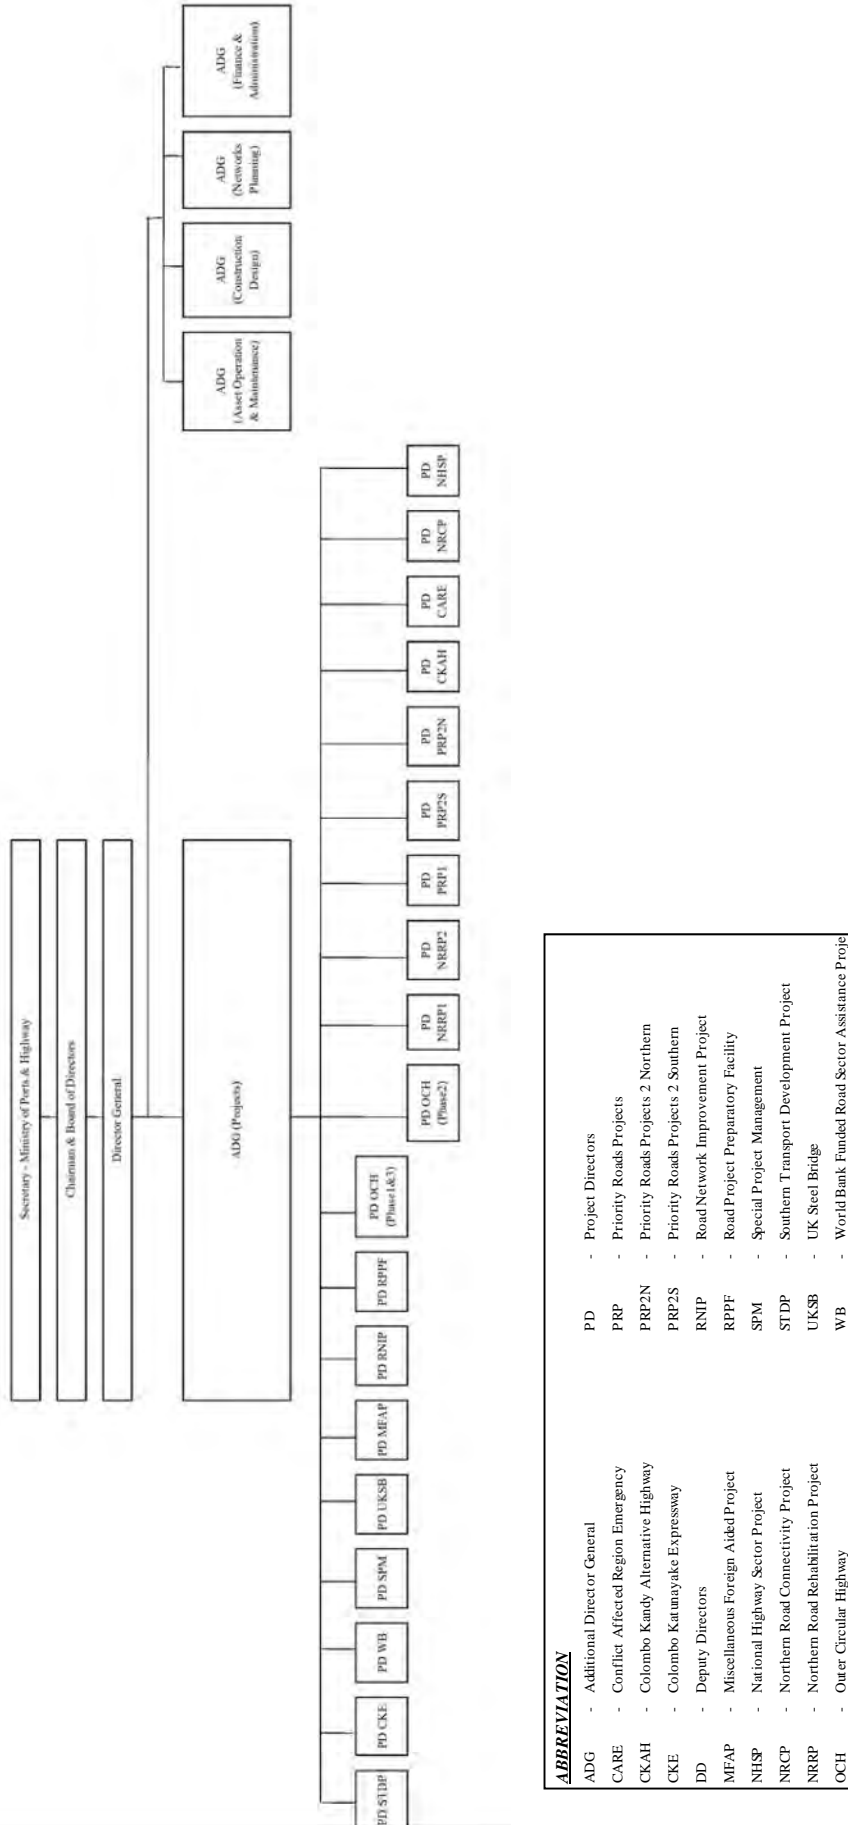 Secretary - Ministry of Ports & Highway
Chairman & Board of Directors
Director General
ADG (Projects)
ADG
(Asset Operation
& Maintenance)
ADG
(Construction
Design)
ADG
(Networks
Planning)
ADG
(Finance &
Administration)
PD STDP
PD CKE
PD WB
PD SPM
PD UKSB
PD MFAP
PD RNIP
PD RPPF
PD OCH
(Phase1&3)
PD OCH
(Phase2)
PD
NRRP1
PD
NRRP2
PD
PRP1
PD
PRP2S
PD
PRP2N
PD
CKAH
PD
CARE
PD
NRCP
PD
NHSP
ABBREVIATION
ADG - Additional Director General
CARE - Conflict Affected Region Emergency
CKAH - Colombo Kandy Alternative Highway
CKE - Colombo Katunayake Expressway
DD - Deputy Directors
MFAP - Miscellaneous Foreign Aided Project
NHSP - National Highway Sector Project
NRCP - Northern Road Connectivity Project
NRRP - Northern Road Rehabilitation Project
OCH - Outer Circular Highway
PD - Project Directors
PRP - Priority Roads Projects
PRP2N - Priority Roads Projects 2 Northern
PRP2S - Priority Roads Projects 2 Southern
RNIP - Road Network Improvement Project
RPPF - Road Project Preparatory Facility
SPM - Special Project Management
STDP - Southern Transport Development Project
UKSB - UK Steel Bridge
WB - World Bank Funded Road Sector Assistance Proje